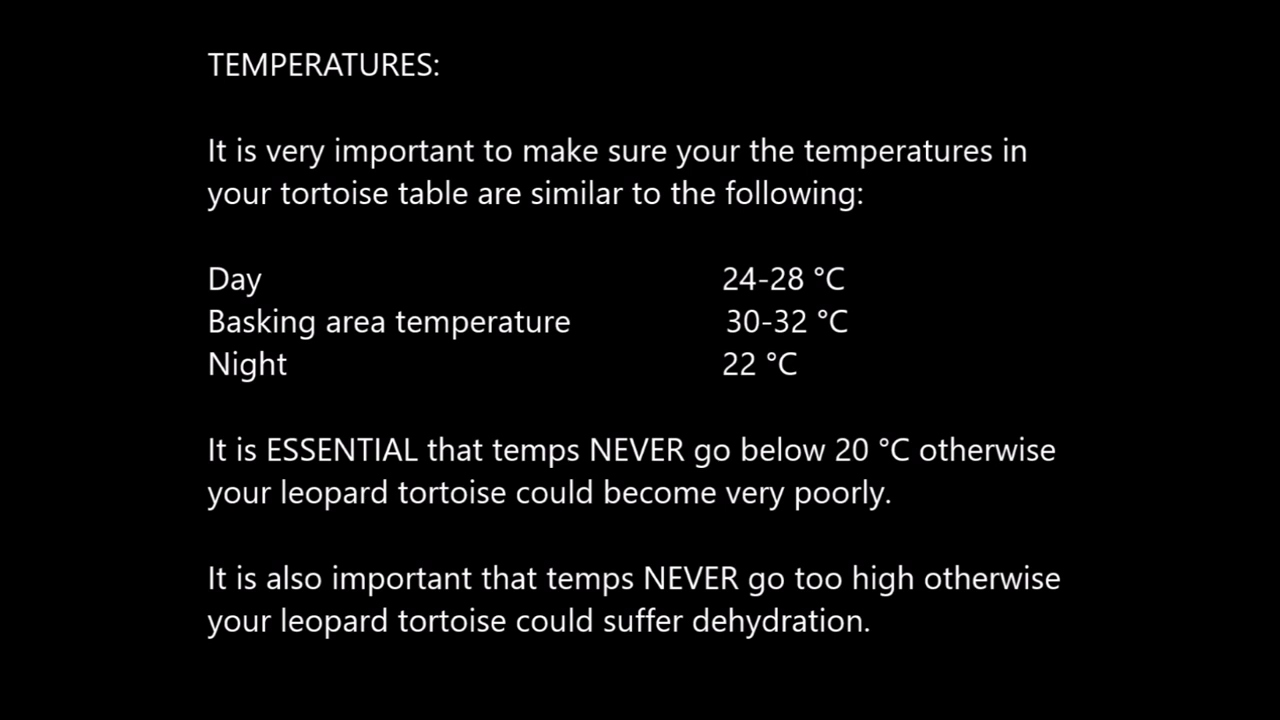 TEMPERATURES:
It is very important to make sure your the temperatures in
your tortoise table are similar to the following:
Day 24-28 °C
Basking area temperature 30-32 °C
Night 22 °C
It is ESSENTIAL that temps NEVER go below 20 °C otherwise
your leopard tortoise could become very poorly.
It is also important that temps NEVER go too high otherwise
your leopard tortoise could suffer dehydration.